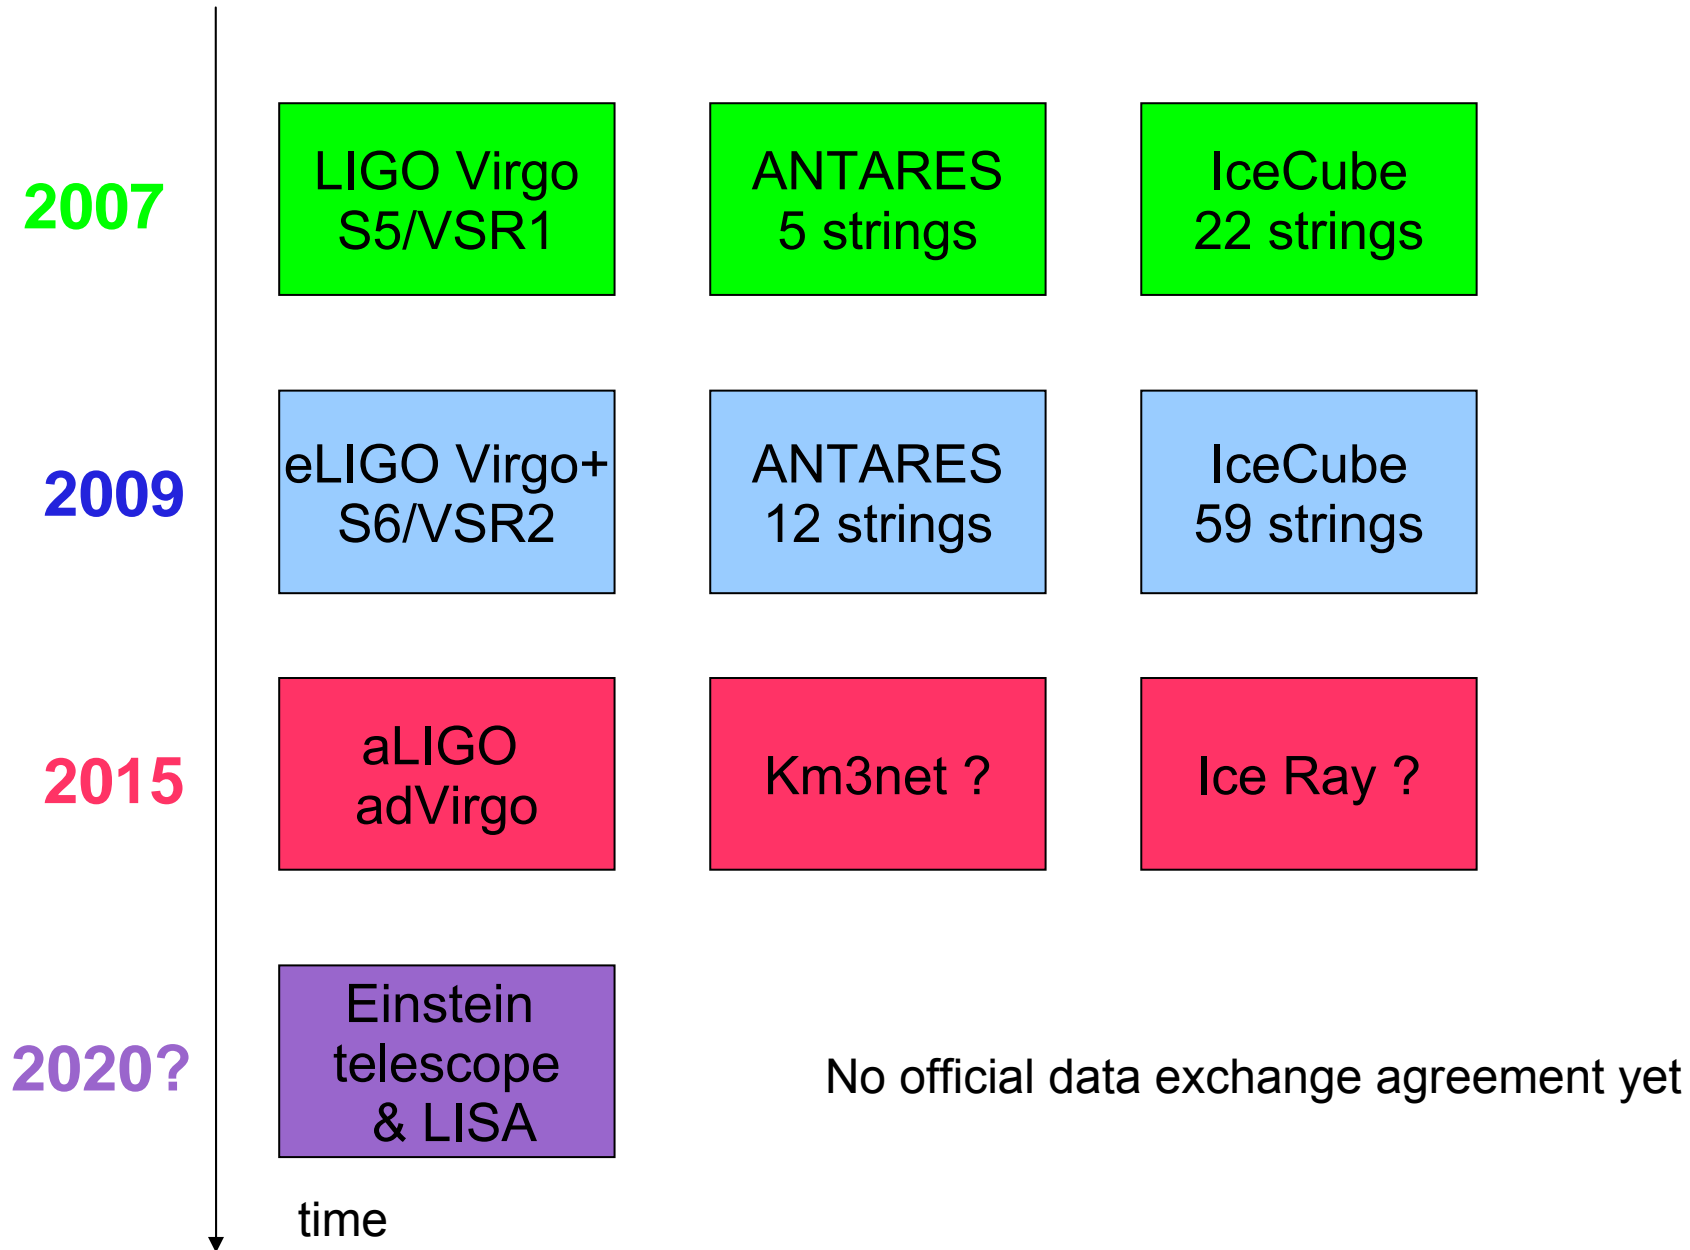 2007
LIGO Virgo
S5/VSR1
ANTARES
5 strings
IceCube
22 strings
2009
eLIGO Virgo+
S6/VSR2
ANTARES
12 strings
IceCube
59 strings
2015
aLIGO
adVirgo
Km3net ?
Ice Ray ?
2020?
Einstein
telescope
& LISA
No official data exchange agreement yet
time